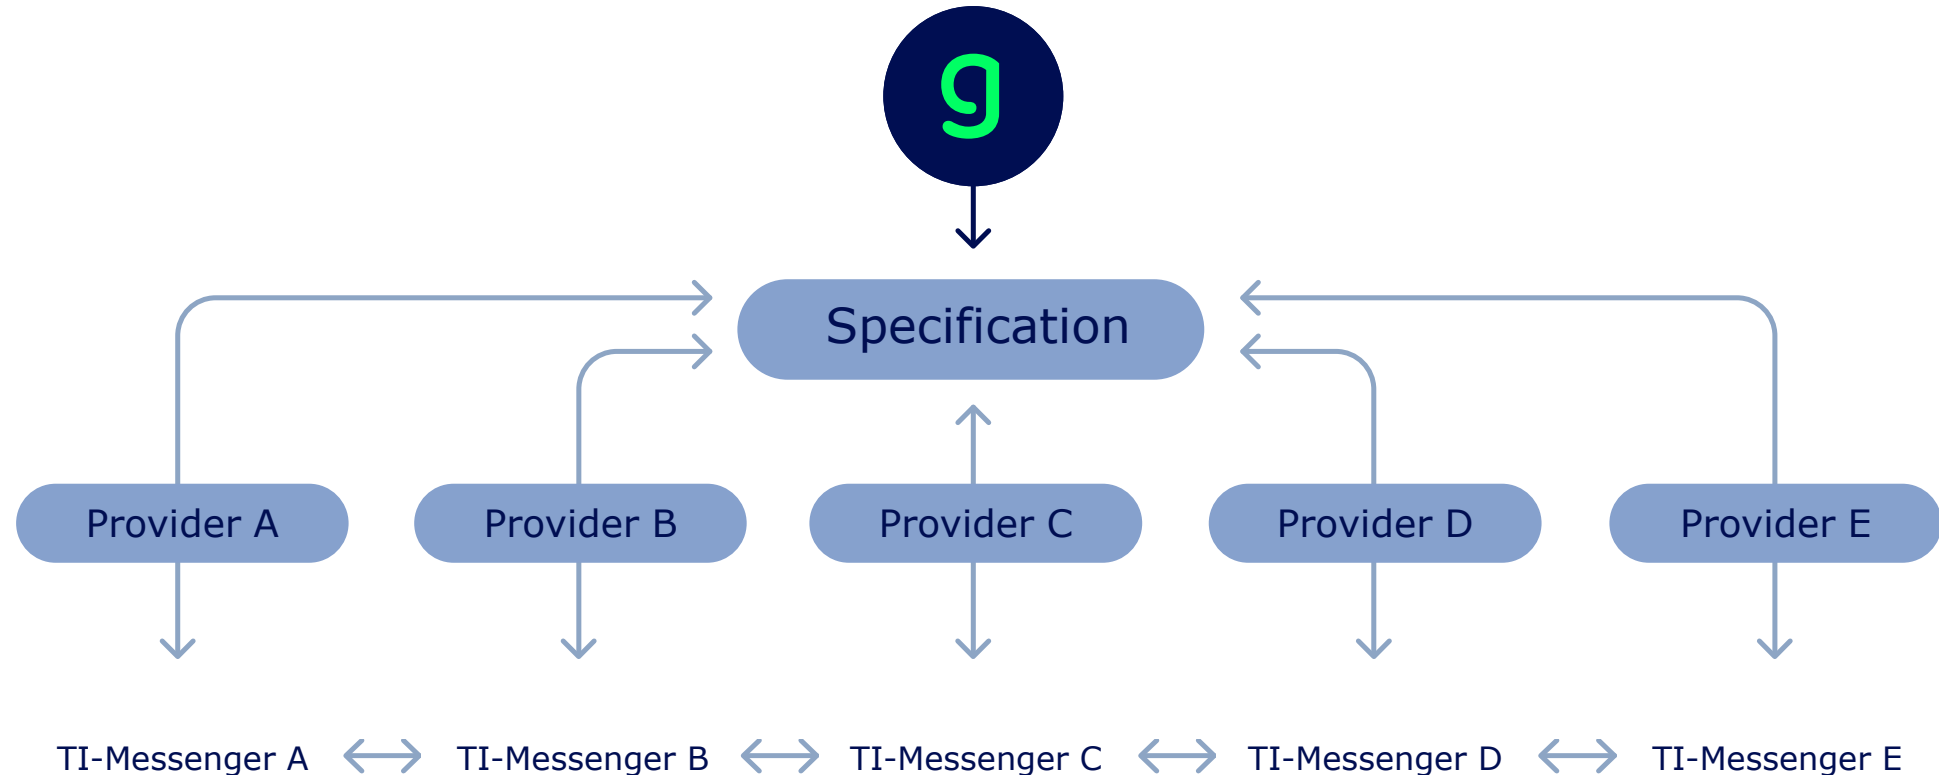 g
Specification
Provider A
Provider B
Provider C
Provider D
Provider E
TI-Messenger A
TI-Messenger B
TI-Messenger C
TI-Messenger D
TI-Messenger E